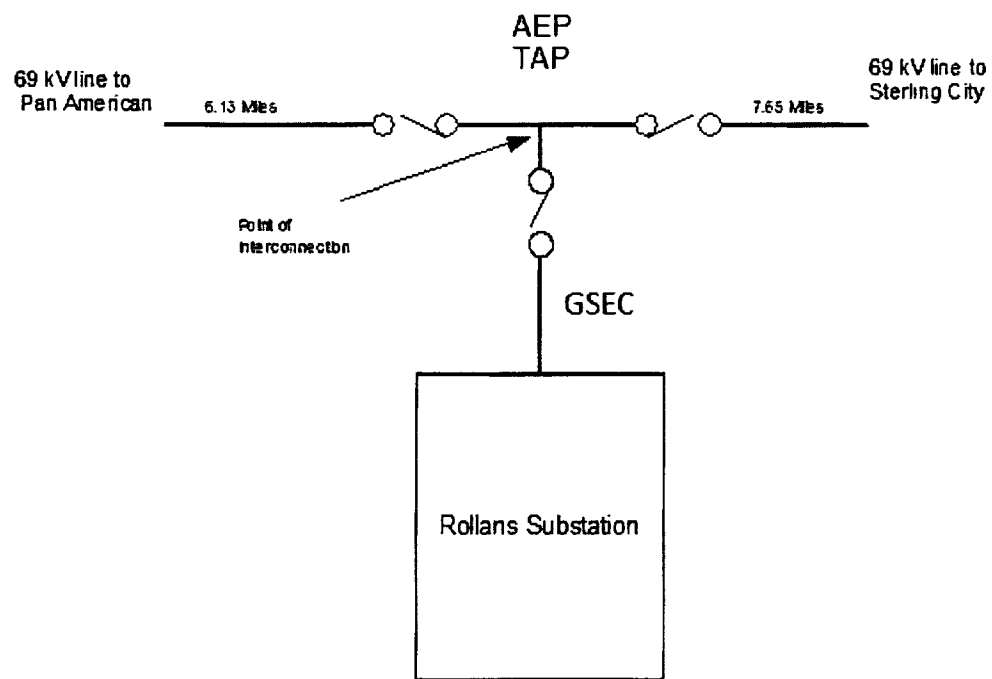 AEP
TAP
69 kV line to
Pan American
6.13 Miles
7.65 Miles
69 kV line to
Sterling City
Point of
Interconnection
GSEC
Rollans Substation